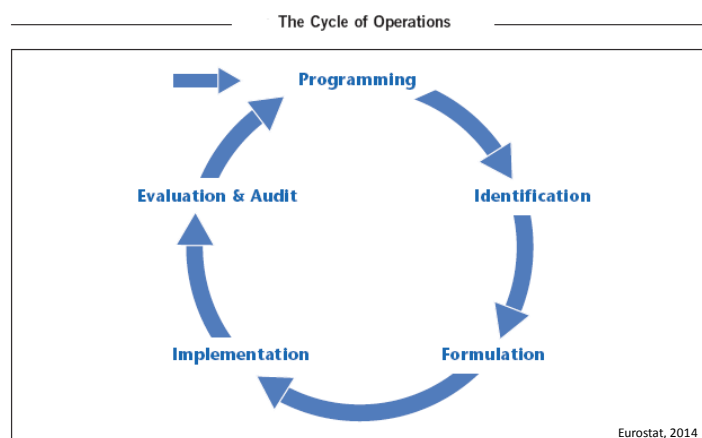 The Cycle of Operations
Programming
Evaluation & Audit
Identification
Implementation
Formulation
Eurostat, 2014